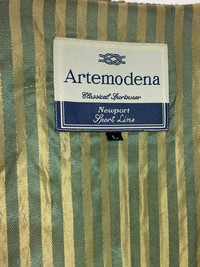 Artemodena
Classical Sportswear
Newport
Sport Line
L